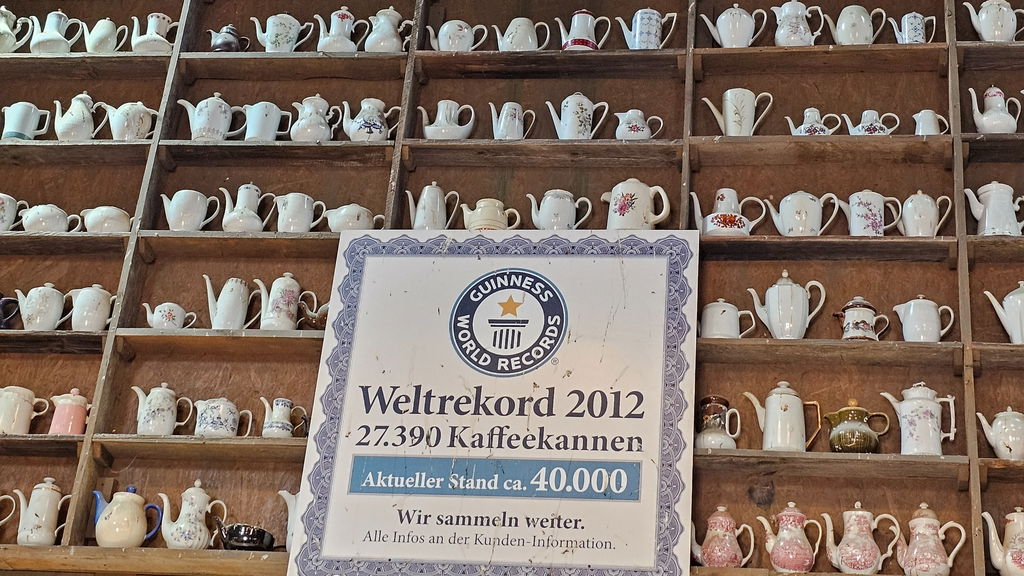 GUINNESS
WORLD RECORDS
Weltrekord 2012
27.390 Kaffeekannen
Aktueller Stand ca. 40.000
Wir sammeln weiter.
Alle Infos an der Kunden-Information.